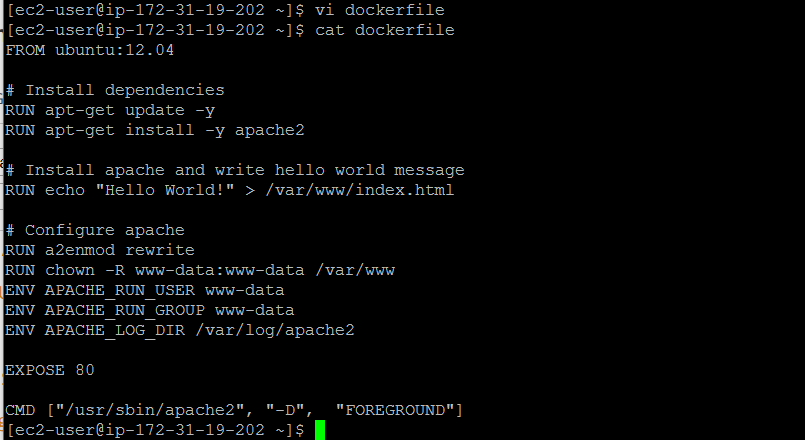 [ec2-user@ip-172-31-19-202 ~]$ vi dockerfile
[ec2-user@ip-172-31-19-202 ~]$ cat dockerfile
FROM ubuntu:12.04
# Install dependencies
RUN apt-get update -y
RUN apt-get install -y apache2
# Install apache and write hello world message
RUN echo "Hello World!" > /var/www/index.html
# Configure apache
RUN a2enmod rewrite
RUN chown -R www-data:www-data /var/www
ENV APACHE_RUN_USER www-data
ENV APACHE_RUN_GROUP www-data
ENV APACHE_LOG_DIR /var/log/apache2
EXPOSE 80
CMD ["/usr/sbin/apache2", "-D",  "FOREGROUND"]
[ec2-user@ip-172-31-19-202 ~]$